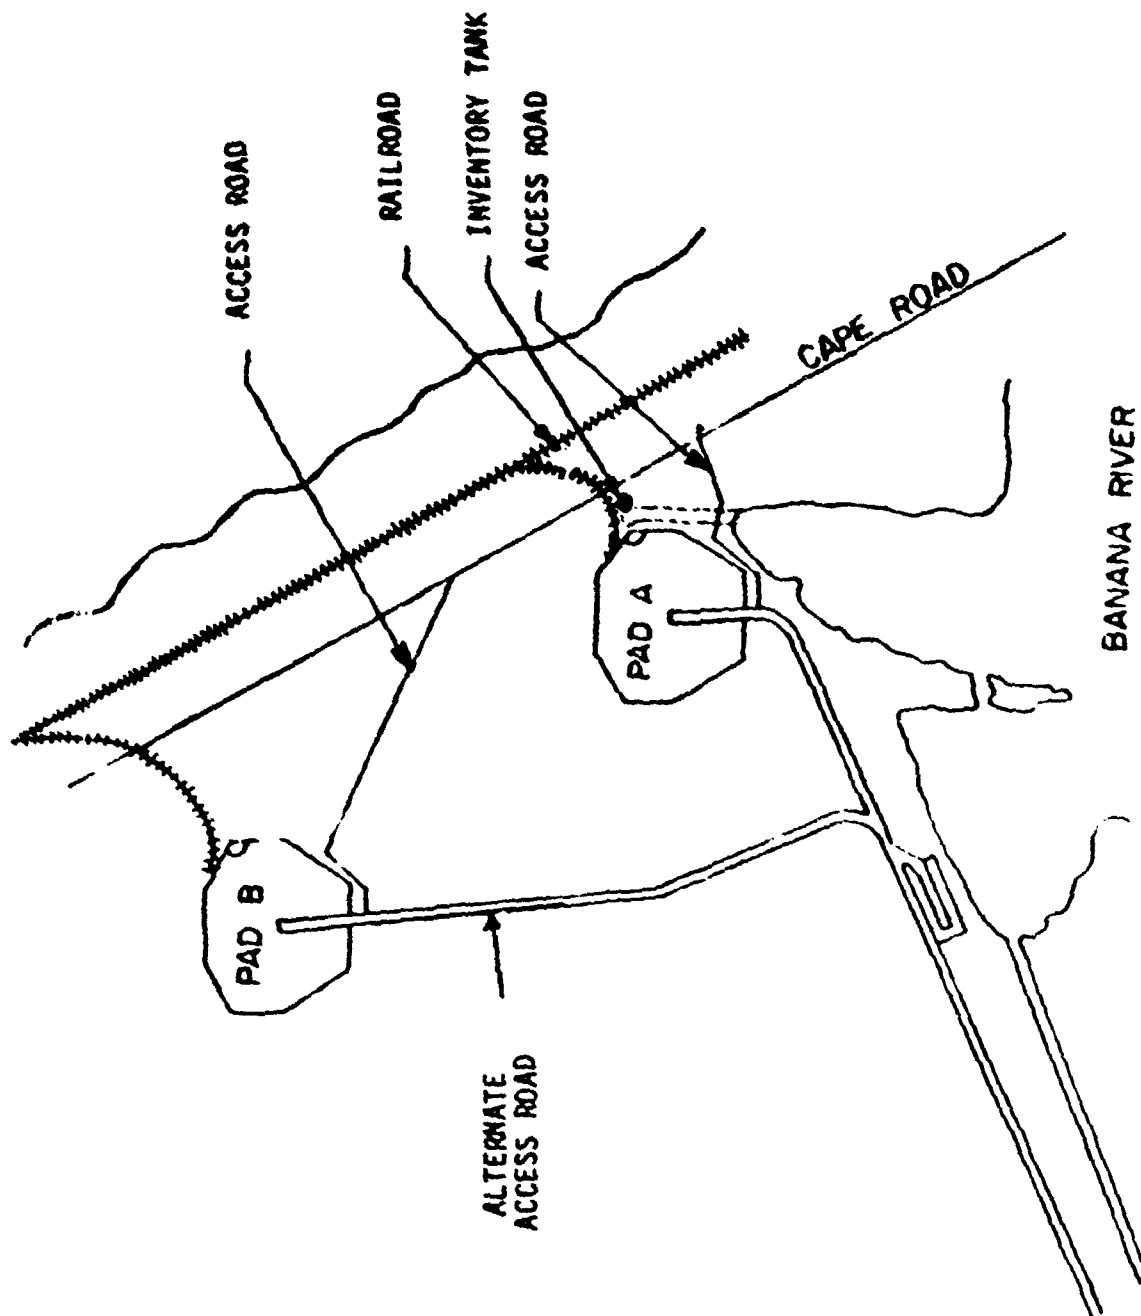 ACCESS ROAD
RAILROAD
INVENTORY TANK
ACCESS ROAD
CAPE ROAD
PAD A
PAD B
BANANA RIVER
ALTERNATE
ACCESS ROAD